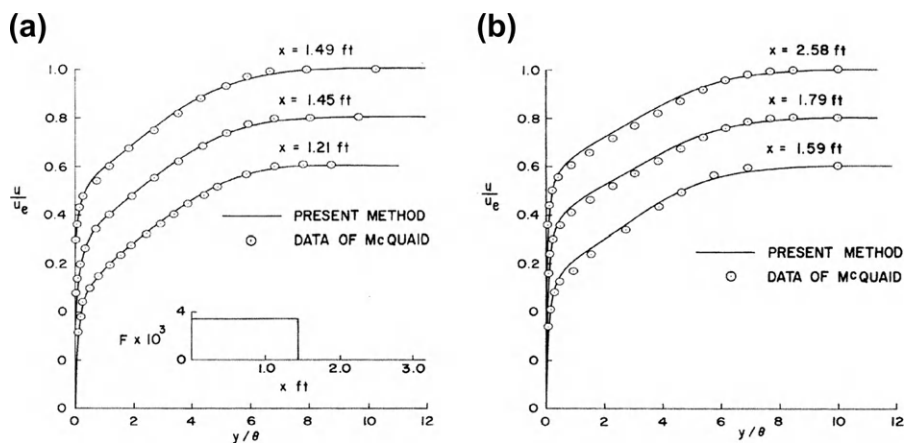 (a)
x = 1.49 ft
x = 1.45 ft
x = 1.21 ft
1.0
0.8
0.6
0.4
0.2
0
0
0
u
u_e
PRESENT METHOD
DATA OF McQUAID
F x 10^3
4
0
1.0
2.0
3.0
x ft
0
2
4
6
8
10
12
y/θ
(b)
x = 2.58 ft
x = 1.79 ft
x = 1.59 ft
1.0
0.8
0.6
0.4
0.2
0
0
0
u
u_e
PRESENT METHOD
DATA OF McQUAID
0
2
4
6
8
10
12
y/θ